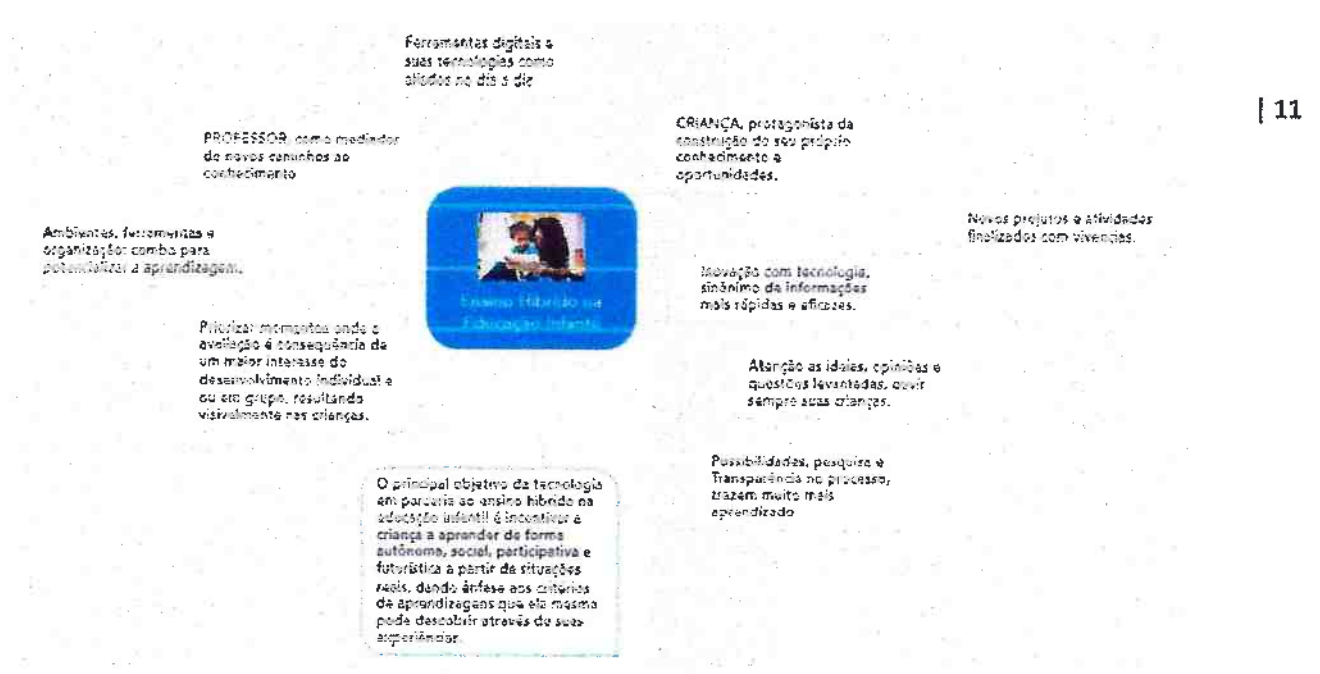 Ferramentas digitais e
suas tecnologias como
aliados no dia a dia
| 11
PROFESSOR, como mediador
de novos caminhos ao
conhecimento
CRIANÇA, protagonista da
construção do seu próprio
conhecimento e
oportunidades.
Ambientes, ferramentas e
organização: combo para
potencializar a aprendizagem.
Novos projetos e atividades
finalizados com vivencias.
Ensino Híbrido na
Educação Infantil
Inovação com tecnologia,
sinônimo de informações
mais rápidas e eficazes.
Priorizar momentos onde a
avaliação é consequência de
um maior interesse do
desenvolvimento individual e
ou em grupo, resultando
visivelmente nas crianças.
Atenção as ideias, opiniões e
questões levantadas, ouvir
sempre suas crianças.
Possibilidades, pesquisa e
Transparência no processo,
trazem muito mais
aprendizado
O principal objetivo da tecnologia
em parceria ao ensino híbrido na
educação infantil é incentivar a
criança a aprender de forma
autônoma, social, participativa e
futurística a partir de situações
reais, dando ênfase aos critérios
de aprendizagens que ela mesma
pode descobrir através de suas
experiências.